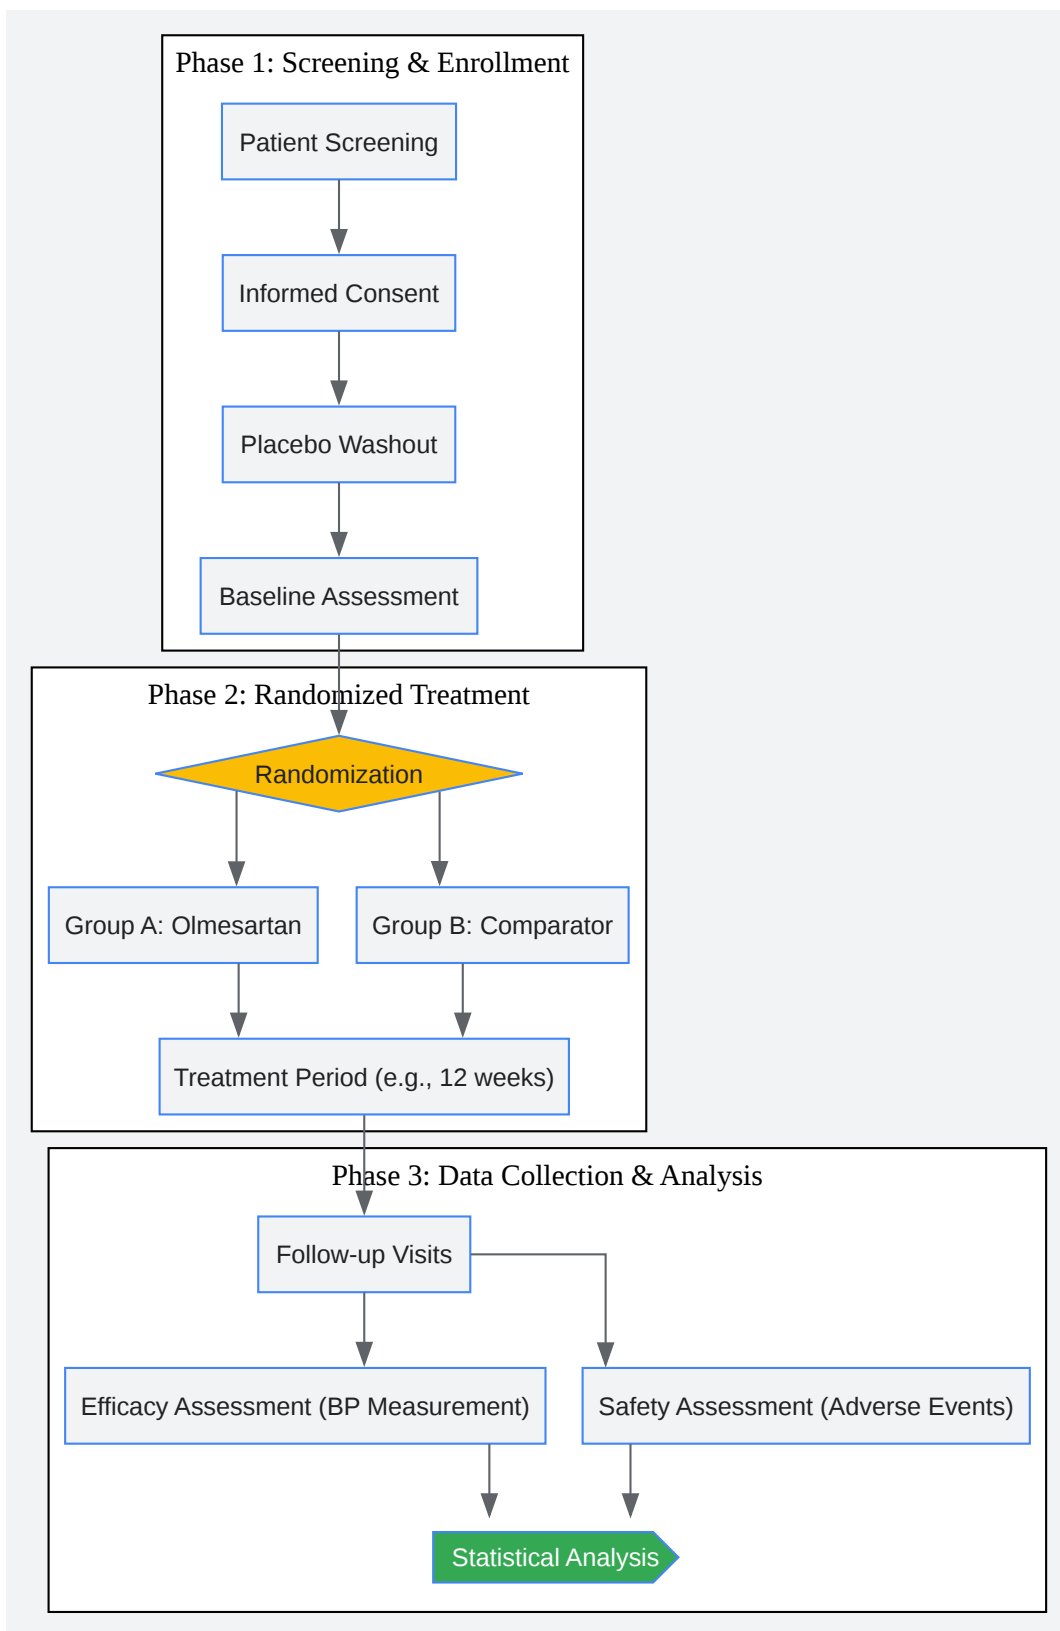 Phase 1: Screening & Enrollment
Patient Screening
Informed Consent
Placebo Washout
Baseline Assessment
Phase 2: Randomized Treatment
Randomization
Group A: Olmesartan
Group B: Comparator
Treatment Period (e.g., 12 weeks)
Phase 3: Data Collection & Analysis
Follow-up Visits
Efficacy Assessment (BP Measurement)
Safety Assessment (Adverse Events)
Statistical Analysis